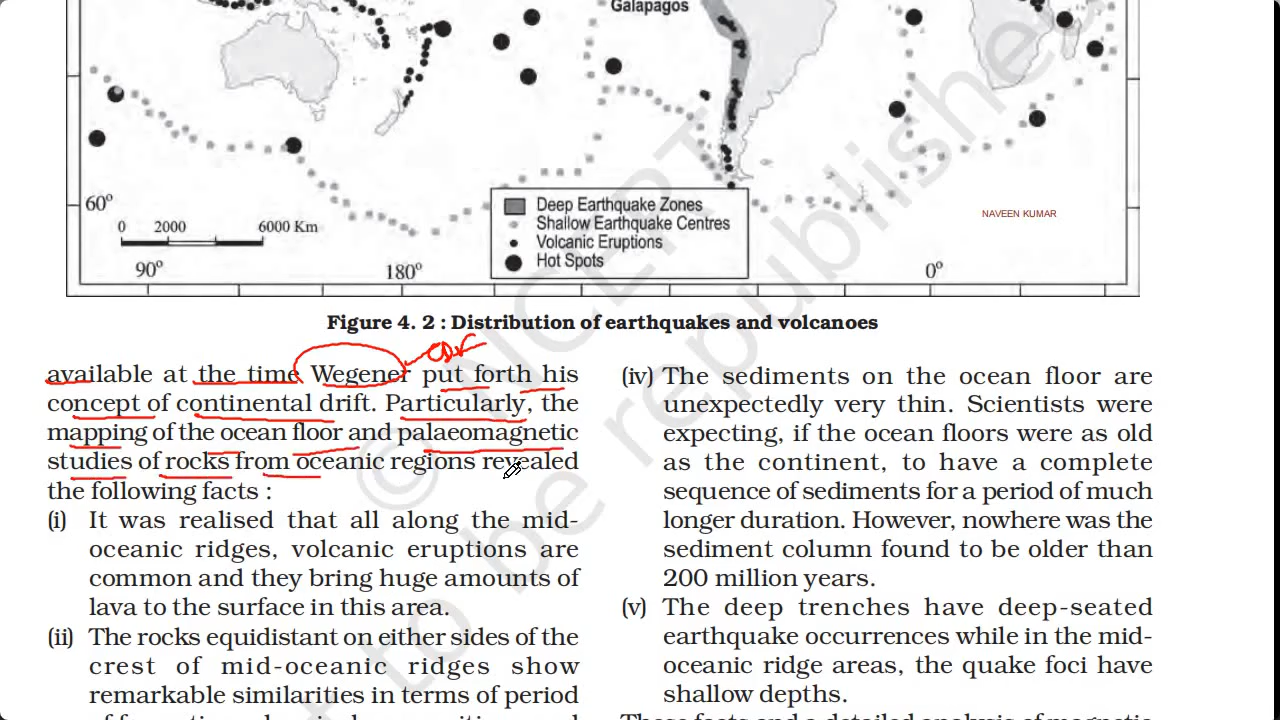 Galapagos
Deep Earthquake Zones
Shallow Earthquake Centres
Volcanic Eruptions
Hot Spots
NAVEEN KUMAR
60º
0 2000 6000 Km
90º 180º 0º
Figure 4. 2 : Distribution of earthquakes and volcanoes
available at the time Wegener put forth his
concept of continental drift. Particularly, the
mapping of the ocean floor and palaeomagnetic
studies of rocks from oceanic regions revealed
the following facts :
(i) It was realised that all along the mid-
oceanic ridges, volcanic eruptions are
common and they bring huge amounts of
lava to the surface in this area.
(ii) The rocks equidistant on either sides of the
crest of mid-oceanic ridges show
remarkable similarities in terms of period
(iv) The sediments on the ocean floor are
unexpectedly very thin. Scientists were
expecting, if the ocean floors were as old
as the continent, to have a complete
sequence of sediments for a period of much
longer duration. However, nowhere was the
sediment column found to be older than
200 million years.
(v) The deep trenches have deep-seated
earthquake occurrences while in the mid-
oceanic ridge areas, the quake foci have
shallow depths.
© NCERT
to be republished